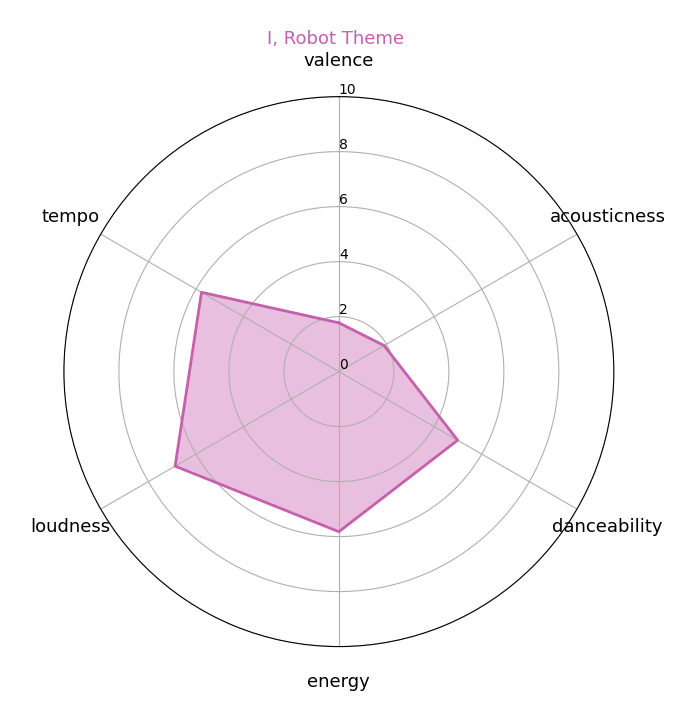 I, Robot Theme
valence
10
8
tempo
acousticness
6
4
2
0
loudness
danceability
energy